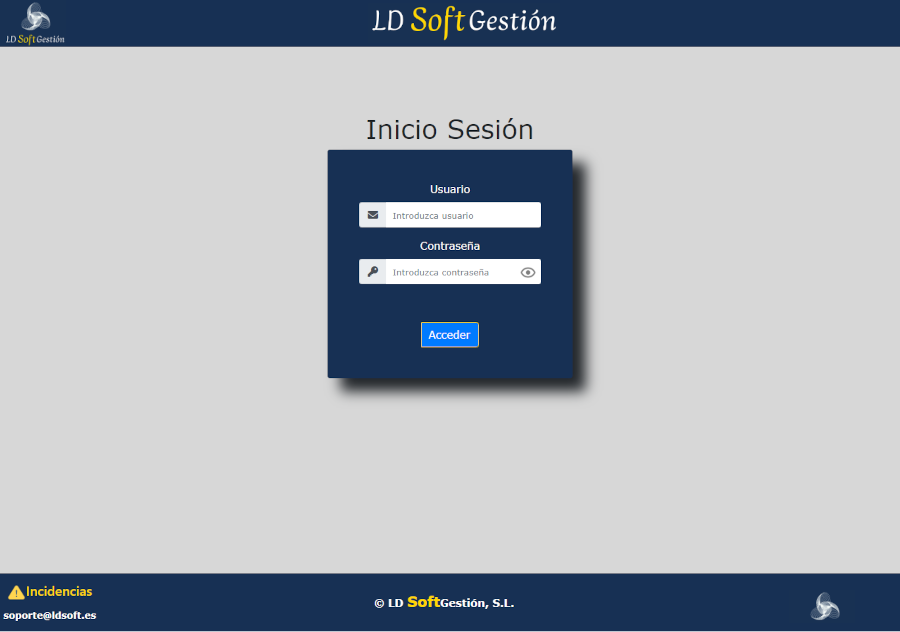 LD Soft Gestión
LD Soft Gestión
Inicio Sesión
Usuario
Introduzca usuario
Contraseña
Introduzca contraseña
Acceder
Incidencias
soporte@ldsoft.es
© LD SoftGestión, S.L.